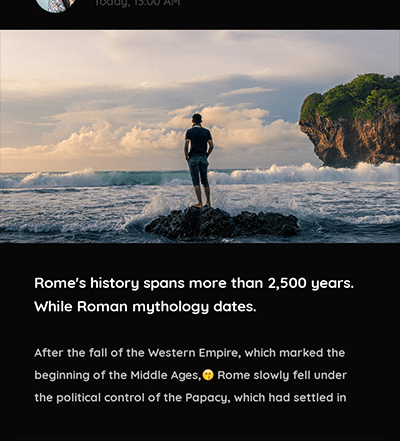 Today, 13:00 AM
Rome's history spans more than 2,500 years.
While Roman mythology dates.
After the fall of the Western Empire, which marked the
beginning of the Middle Ages,🤫 Rome slowly fell under
the political control of the Papacy, which had settled in